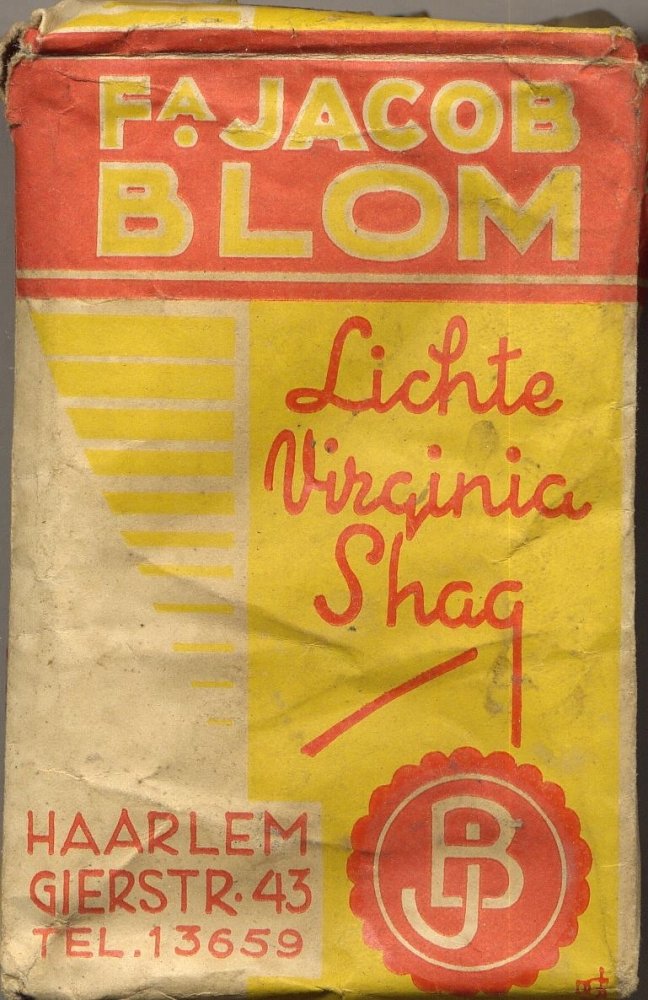 FA. JACOB
BLOM
Lichte
Virginia
Shag
HAARLEM
GIERSTR. 43
TEL. 13659
JB